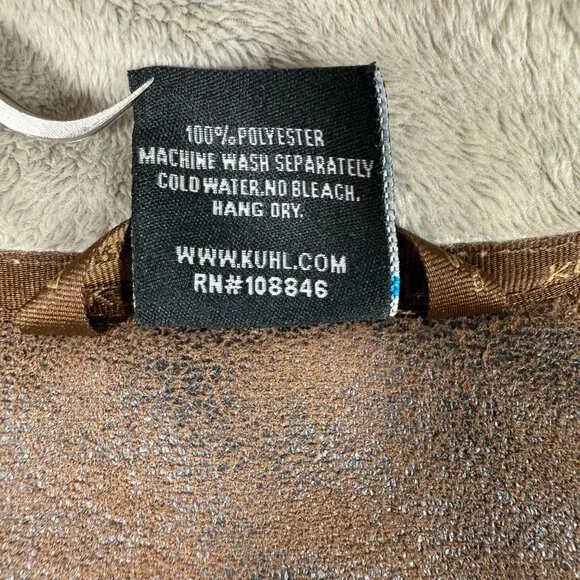 100%POLYESTER
MACHINE WASH SEPARATELY
COLD WATER.NO BLEACH.
HANG DRY.
WWW.KUHL.COM
RN#108846